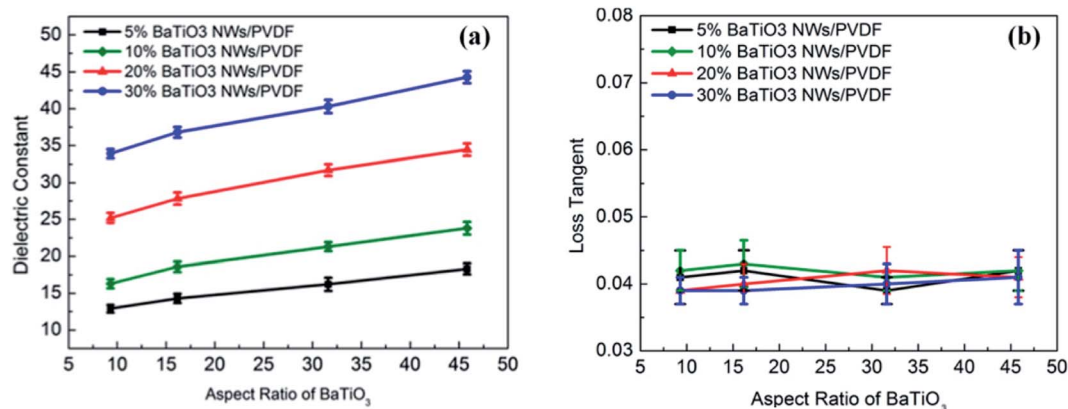 (a)
5% BaTiO3 NWs/PVDF
10% BaTiO3 NWs/PVDF
20% BaTiO3 NWs/PVDF
30% BaTiO3 NWs/PVDF
Dielectric Constant
50
45
40
35
30
25
20
15
10
5 10 15 20 25 30 35 40 45 50
Aspect Ratio of BaTiO₃
(b)
5% BaTiO3 NWs/PVDF
10% BaTiO3 NWs/PVDF
20% BaTiO3 NWs/PVDF
30% BaTiO3 NWs/PVDF
Loss Tangent
0.08
0.07
0.06
0.05
0.04
0.03
5 10 15 20 25 30 35 40 45 50
Aspect Ratio of BaTiO₃